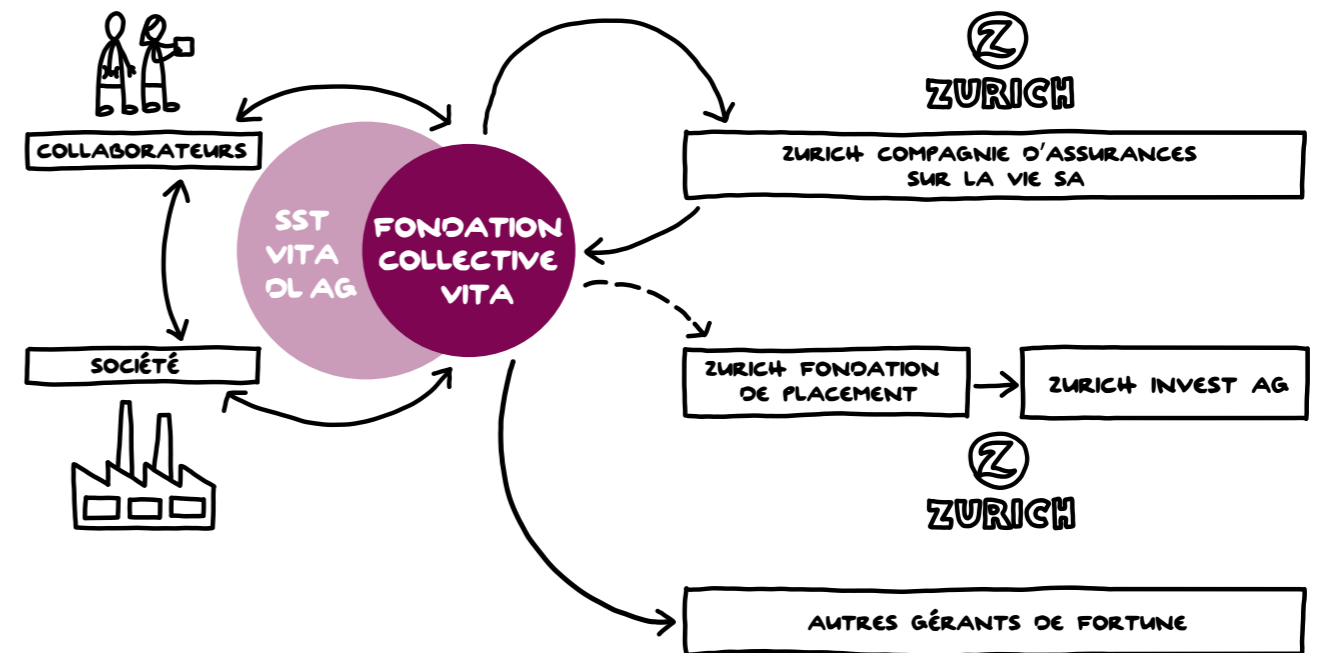 Z
ZURICH
COLLABORATEURS
ZURICH COMPAGNIE D'ASSURANCES
SUR LA VIE SA
SST
VITA
DL AG
FONDATION
COLLECTIVE
VITA
SOCIÉTÉ
ZURICH FONDATION
DE PLACEMENT
ZURICH INVEST AG
Z
ZURICH
AUTRES GÉRANTS DE FORTUNE